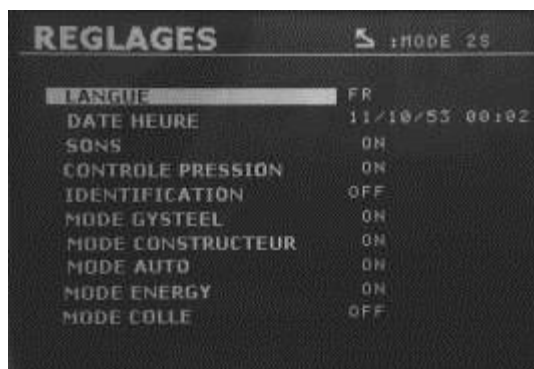 REGLAGES :MODE 2S
LANGUE FR
DATE HEURE 11/10/53 00:02
SONS ON
CONTROLE PRESSION ON
IDENTIFICATION OFF
MODE GYSTEEL ON
MODE CONSTRUCTEUR ON
MODE AUTO ON
MODE ENERGY ON
MODE COLLE OFF